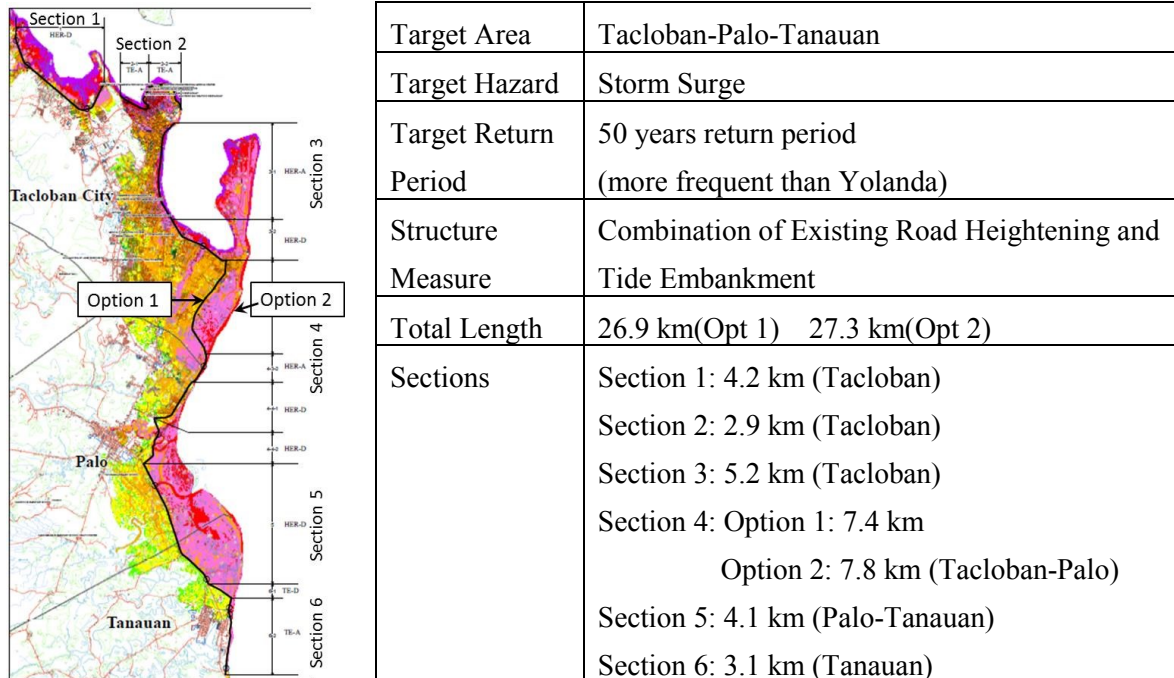 Section 1
HER-D
Section 2
2-1
2-2
TE-A
TE-A
Section 3
HER-A
Tacloban City
HER-D
Option 1
Option 2
Section 4
HER-A
HER-D
HER-D
Palo
Section 5
HER-D
TE-D
Tanauan
Section 6
TE-A
Target Area
Tacloban-Palo-Tanauan
Target Hazard
Storm Surge
Target Return
Period
50 years return period
(more frequent than Yolanda)
Structure
Measure
Combination of Existing Road Heightening and
Tide Embankment
Total Length
26.9 km(Opt 1) 27.3 km(Opt 2)
Sections
Section 1: 4.2 km (Tacloban)
Section 2: 2.9 km (Tacloban)
Section 3: 5.2 km (Tacloban)
Section 4: Option 1: 7.4 km
Option 2: 7.8 km (Tacloban-Palo)
Section 5: 4.1 km (Palo-Tanauan)
Section 6: 3.1 km (Tanauan)